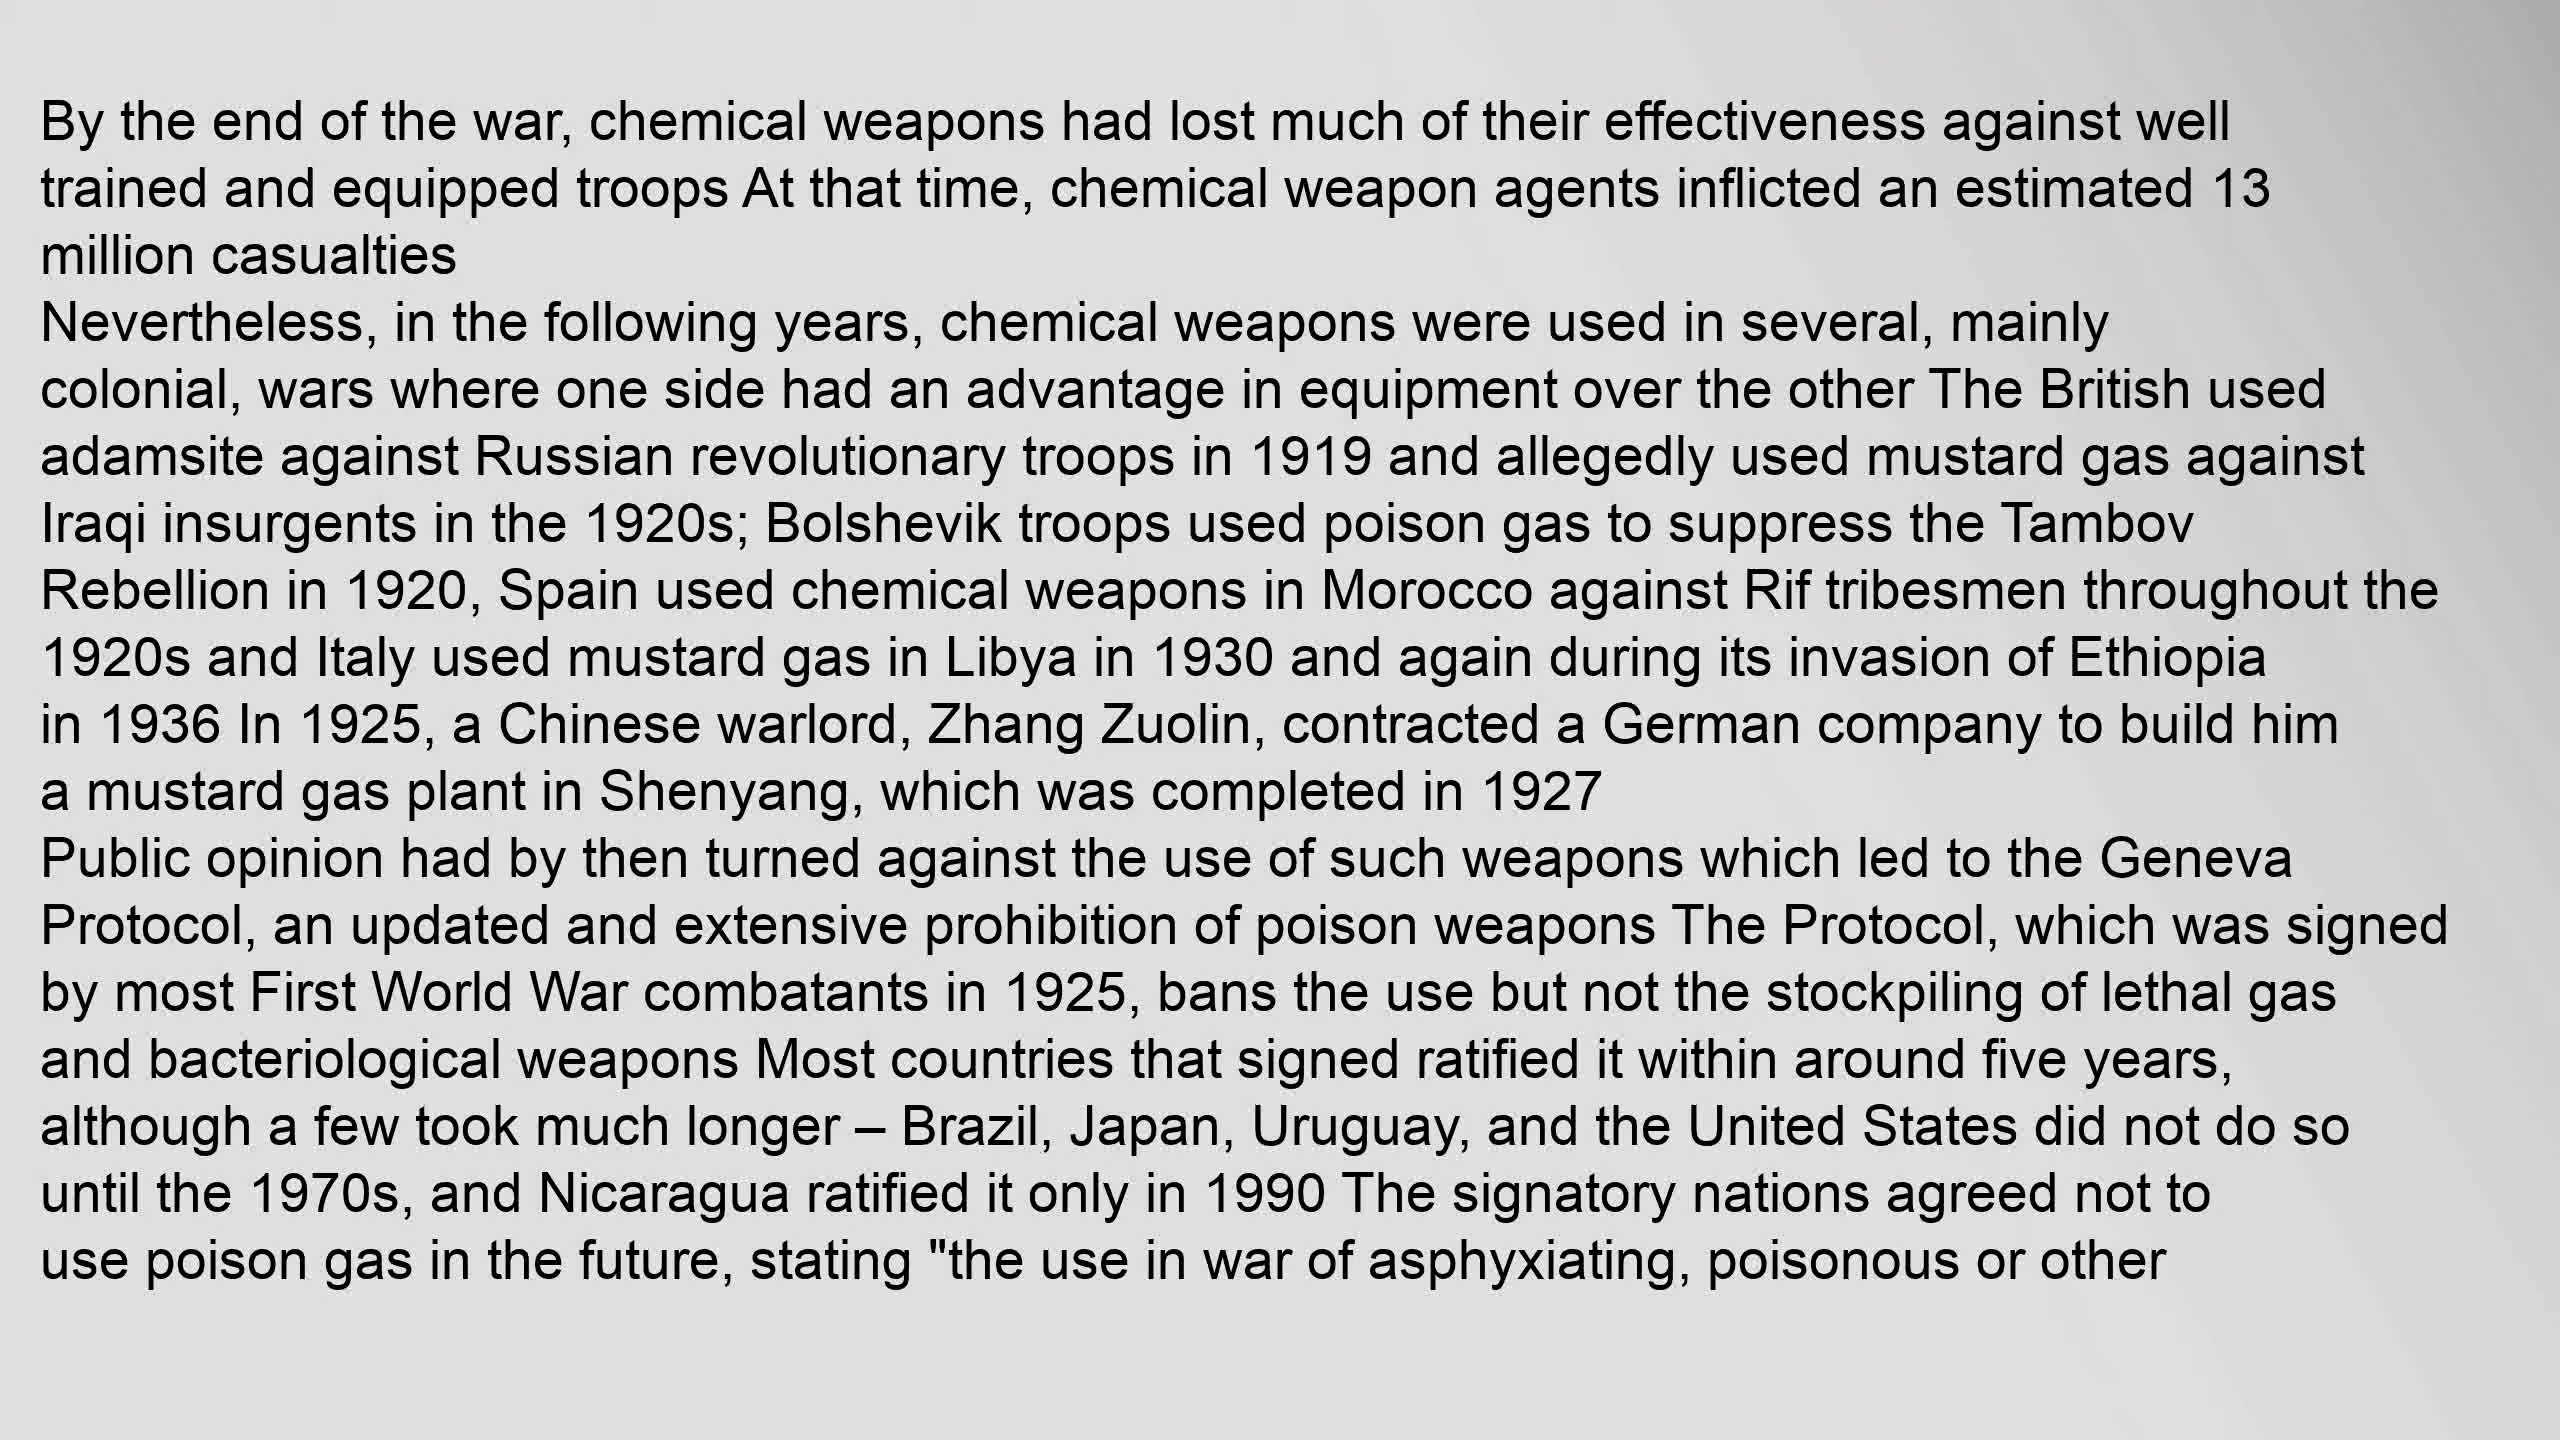 By the end of the war, chemical weapons had lost much of their effectiveness against well
trained and equipped troops At that time, chemical weapon agents inflicted an estimated 13
million casualties
Nevertheless, in the following years, chemical weapons were used in several, mainly
colonial, wars where one side had an advantage in equipment over the other The British used
adamsite against Russian revolutionary troops in 1919 and allegedly used mustard gas against
Iraqi insurgents in the 1920s; Bolshevik troops used poison gas to suppress the Tambov
Rebellion in 1920, Spain used chemical weapons in Morocco against Rif tribesmen throughout the
1920s and Italy used mustard gas in Libya in 1930 and again during its invasion of Ethiopia
in 1936 In 1925, a Chinese warlord, Zhang Zuolin, contracted a German company to build him
a mustard gas plant in Shenyang, which was completed in 1927
Public opinion had by then turned against the use of such weapons which led to the Geneva
Protocol, an updated and extensive prohibition of poison weapons The Protocol, which was signed
by most First World War combatants in 1925, bans the use but not the stockpiling of lethal gas
and bacteriological weapons Most countries that signed ratified it within around five years,
although a few took much longer – Brazil, Japan, Uruguay, and the United States did not do so
until the 1970s, and Nicaragua ratified it only in 1990 The signatory nations agreed not to
use poison gas in the future, stating "the use in war of asphyxiating, poisonous or other